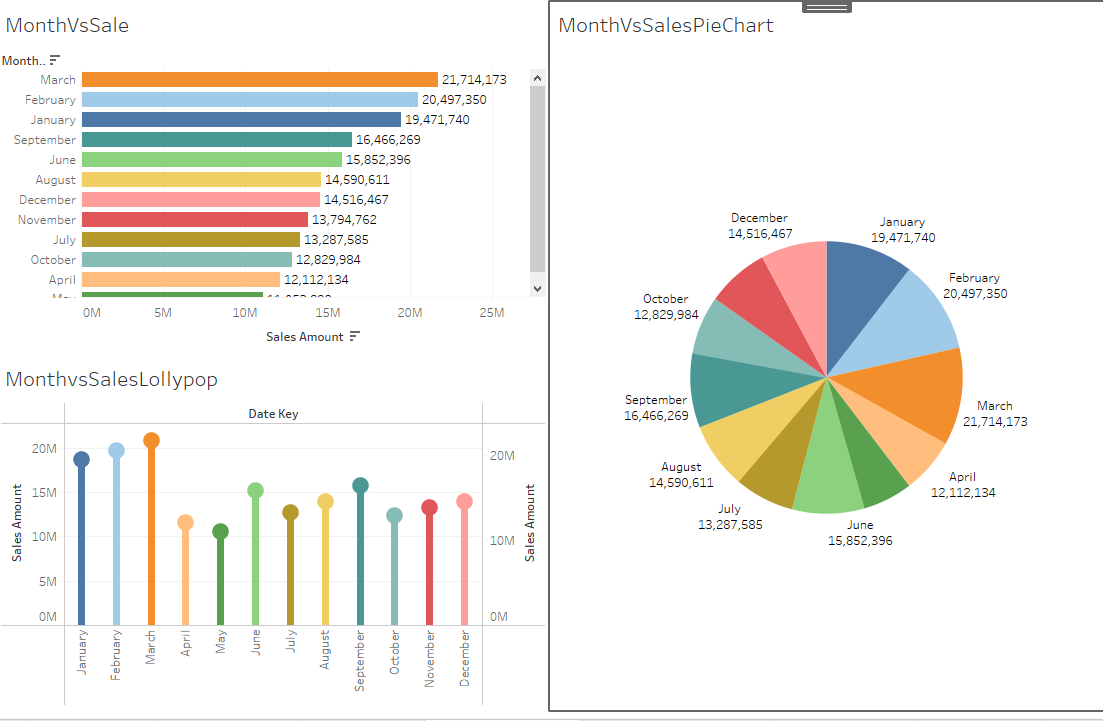 MonthVsSale
Month..
March 21,714,173
February 20,497,350
January 19,471,740
September 16,466,269
June 15,852,396
August 14,590,611
December 14,516,467
November 13,794,762
July 13,287,585
October 12,829,984
April 12,112,134
May
0M 5M 10M 15M 20M 25M
Sales Amount
MonthvsSalesLollypop
Date Key
20M
15M
10M
5M
0M
Sales Amount
20M
10M
0M
Sales Amount
January
February
March
April
May
June
July
August
September
October
November
December
MonthVsSalesPieChart
December
14,516,467
January
19,471,740
February
20,497,350
October
12,829,984
March
21,714,173
September
16,466,269
August
14,590,611
April
12,112,134
July
13,287,585
June
15,852,396